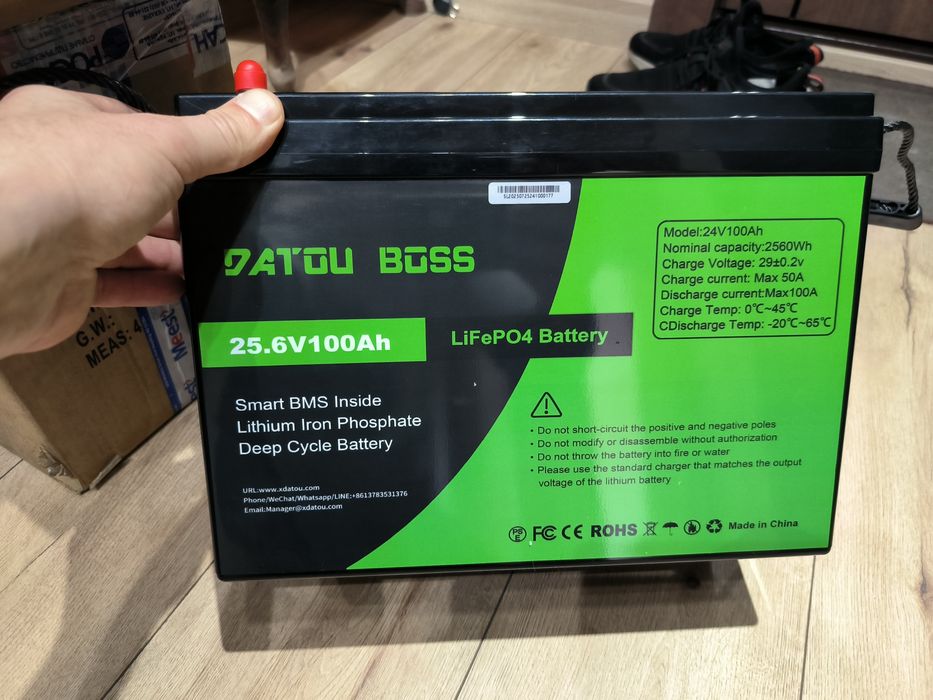 SL20250725241000177
DATOU BOSS
25.6V100Ah
LiFePO4 Battery
Smart BMS Inside
Lithium Iron Phosphate
Deep Cycle Battery
URL:www.xdatou.com
Phone/WeChat/Whatsapp/LINE:+8613783531376
Email:Manager@xdatou.com
Model:24V100Ah
Nominal capacity:2560Wh
Charge Voltage: 29±0.2v
Charge current: Max 50A
Discharge current:Max100A
Charge Temp: 0℃~45℃
CDischarge Temp: -20℃~65℃
• Do not short-circuit the positive and negative poles
• Do not modify or disassemble without authorization
• Do not throw the battery into fire or water
• Please use the standard charger that matches the output
voltage of the lithium battery
PS E FC CE ROHS Made in China
G.W.:
MEAS: 4
Meest